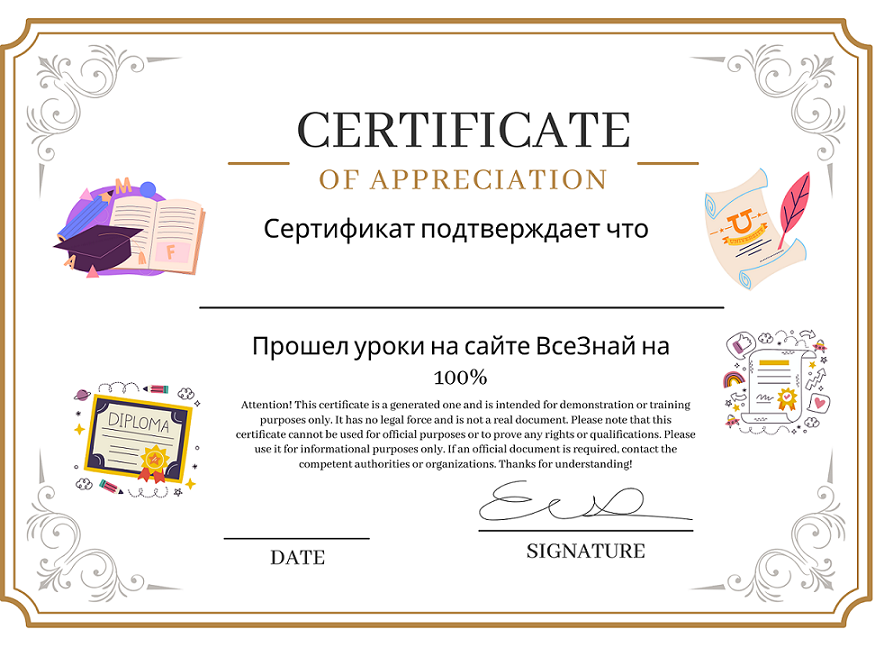 CERTIFICATE
OF APPRECIATION
Сертификат подтверждает что
M
A
A
F
U
UNIVERSITY
Прошел уроки на сайте ВсеЗнай на
100%
Attention! This certificate is a generated one and is intended for demonstration or training
purposes only. It has no legal force and is not a real document. Please note that this
certificate cannot be used for official purposes or to prove any rights or qualifications. Please
use it for informational purposes only. If an official document is required, contact the
competent authorities or organizations. Thanks for understanding!
DIPLOMA
DATE
SIGNATURE